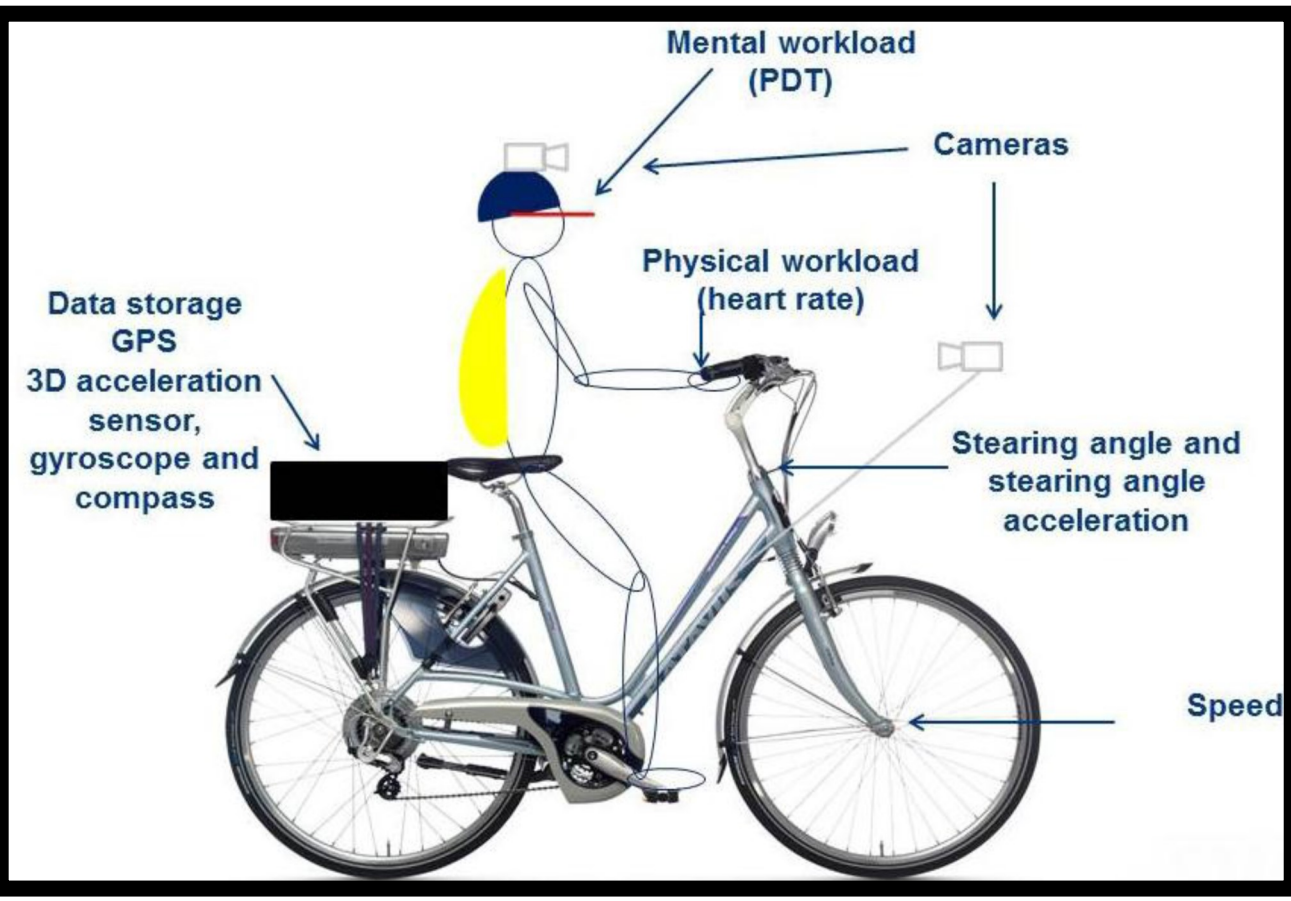 Mental workload
(PDT)
Cameras
Physical workload
(heart rate)
Data storage
GPS
3D acceleration
sensor,
gyroscope and
compass
Stearing angle and
stearing angle
acceleration
Speed